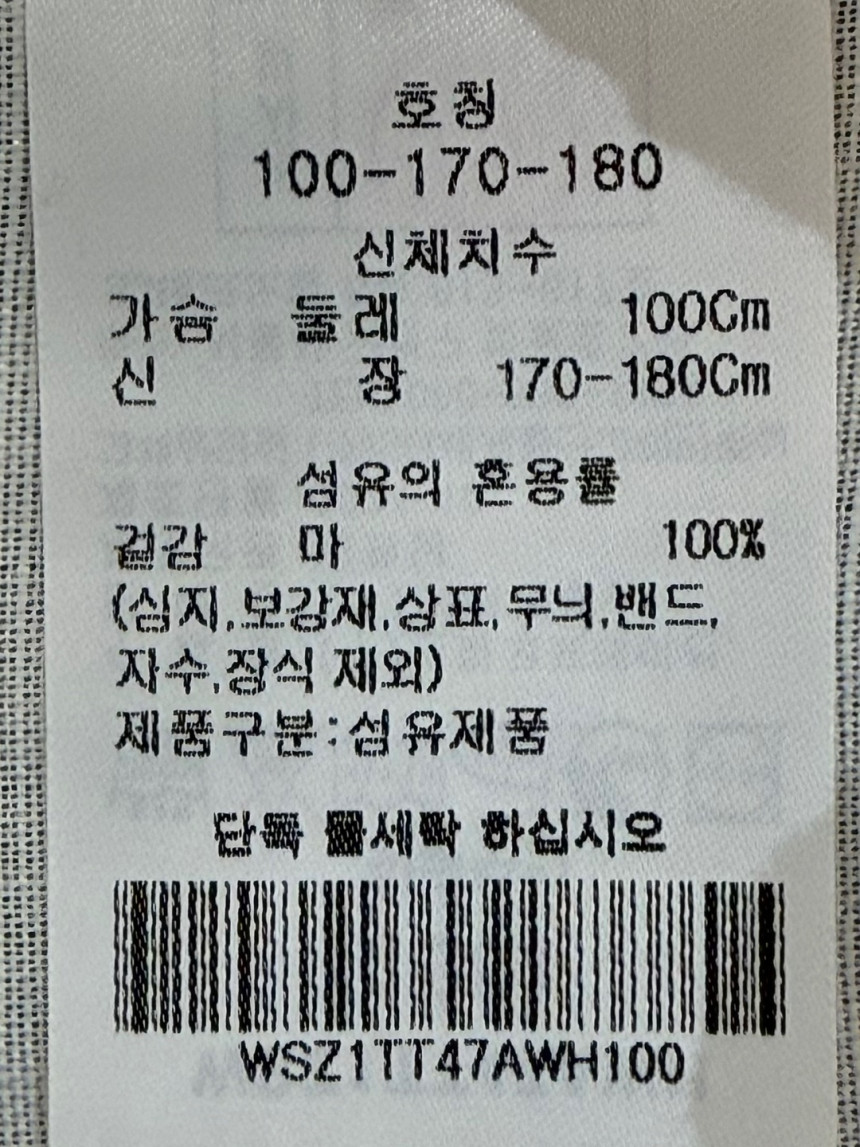 호칭
100-170-180
신체치수
가슴 둘레 100Cm
신 장 170-180Cm
섬유의 혼용률
겉감 마 100%
(심지,보강재,상표,무늬,밴드,
자수,장식 제외)
제품구분:섬유제품
단독 물세탁 하십시오
WSZ1TT47AWH100